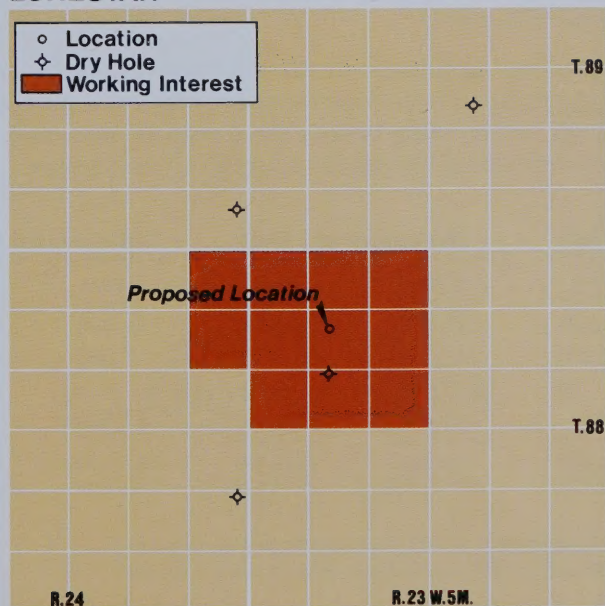 Location
Dry Hole
Working Interest
T.89
Proposed Location
T.88
R.24
R.23 W.5M.